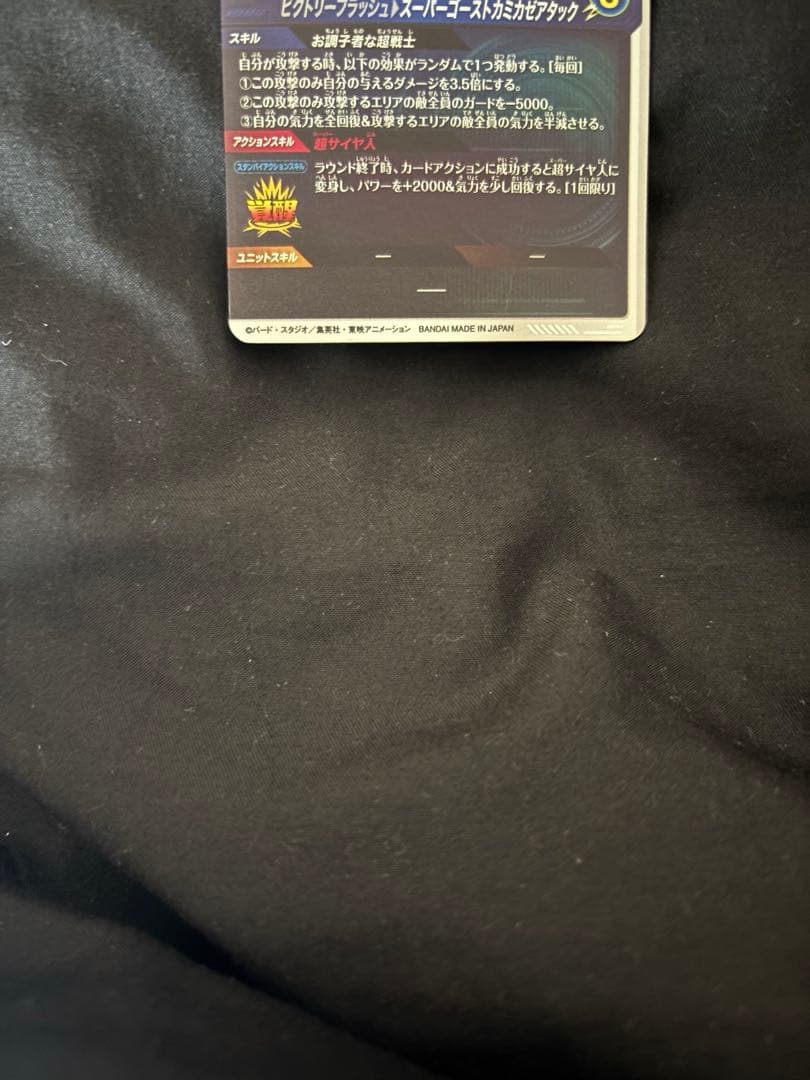 ビクトリーフラッシュ▶スーパーゴーストカミカゼアタック
スキル お調子者な超戦士
自分が攻撃する時、以下の効果がランダムで1つ発動する。[毎回]
①この攻撃のみ自分の与えるダメージを3.5倍にする。
②この攻撃のみ攻撃するエリアの敵全員のガードを-5000。
③自分の気力を全回復&攻撃するエリアの敵全員の気力を半減させる。
アクションスキル 超サイヤ人
スタンバイアクションスキル
覚醒
ラウンド終了時、カードアクションに成功すると超サイヤ人に
変身し、パワーを+2000&気力を少し回復する。[1回限り]
ユニットスキル ー ー
ー
©バード・スタジオ/集英社・東映アニメーション BANDAI MADE IN JAPAN